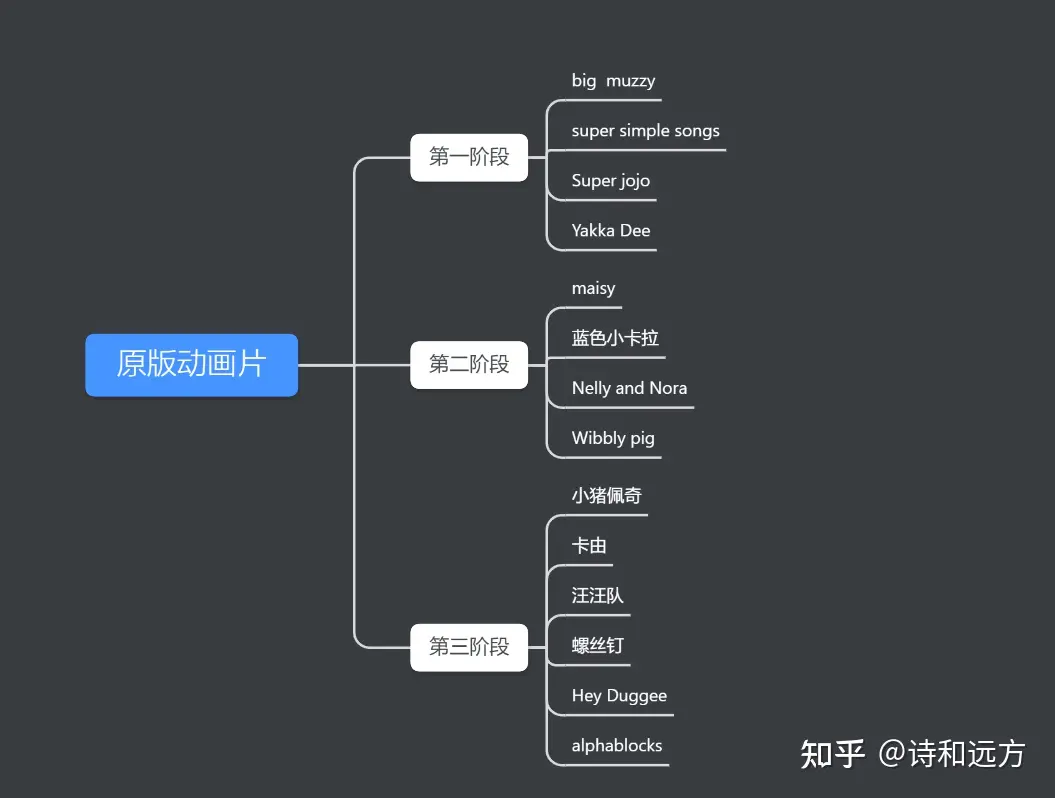 原版动画片
第一阶段
big muzzy
super simple songs
Super jojo
Yakka Dee
第二阶段
maisy
蓝色小卡拉
Nelly and Nora
Wibbly pig
第三阶段
小猪佩奇
卡由
汪汪队
螺丝钉
Hey Duggee
alphablocks
知乎 @诗和远方